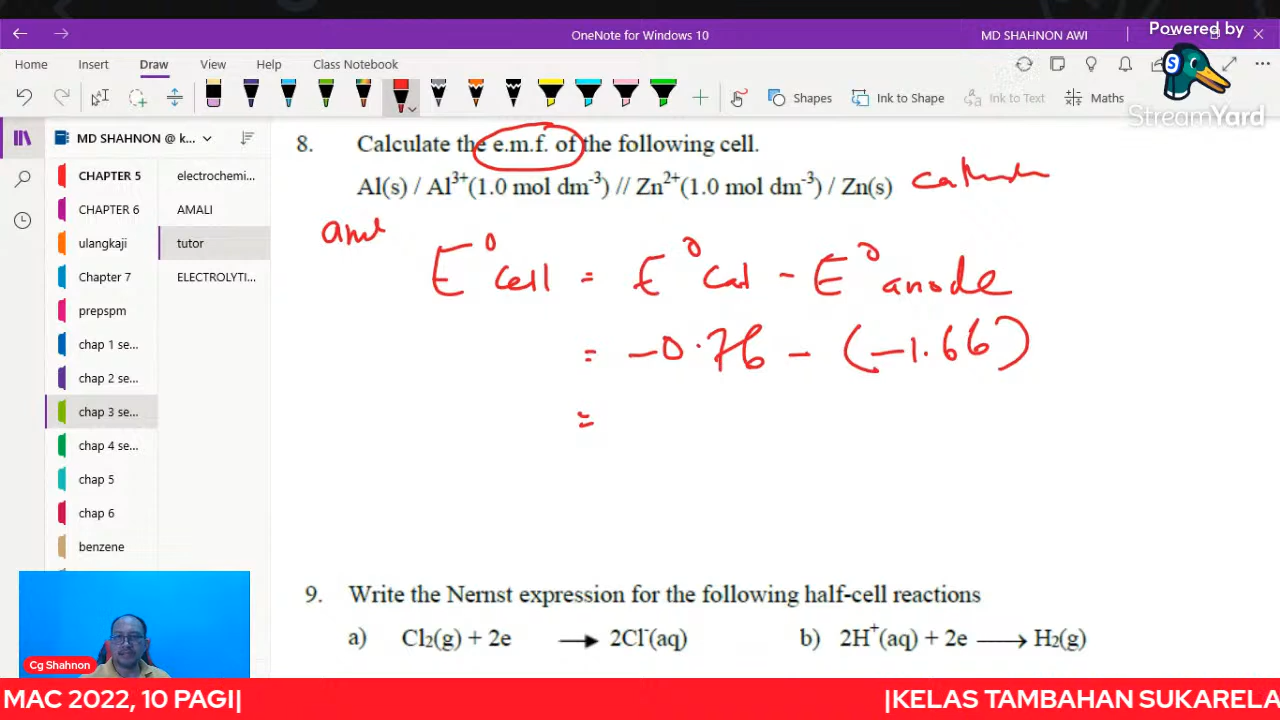 OneNote for Windows 10
MD SHAHNON AWI
Powered by
StreamYard
Home Insert Draw View Help Class Notebook
Shapes Ink to Shape Ink to Text Maths
MD SHAHNON @ k...
CHAPTER 5
CHAPTER 6
ulangkaji
Chapter 7
prepspm
chap 1 se...
chap 2 se...
chap 3 se...
chap 4 se...
chap 5
chap 6
benzene
electrochemi...
AMALI
tutor
ELECTROLYTI...
8. Calculate the e.m.f. of the following cell.
Al(s) / Al³⁺(1.0 mol dm⁻³) // Zn²⁺(1.0 mol dm⁻³) / Zn(s)
E⁰cell = E⁰cat - E⁰anode
= -0.76 - (-1.66)
=
9. Write the Nernst expression for the following half-cell reactions
a) Cl₂(g) + 2e ⟶ 2Cl⁻(aq) b) 2H⁺(aq) + 2e ⟶ H₂(g)
Cg Shahnon
MAC 2022, 10 PAGI| |KELAS TAMBAHAN SUKARELA